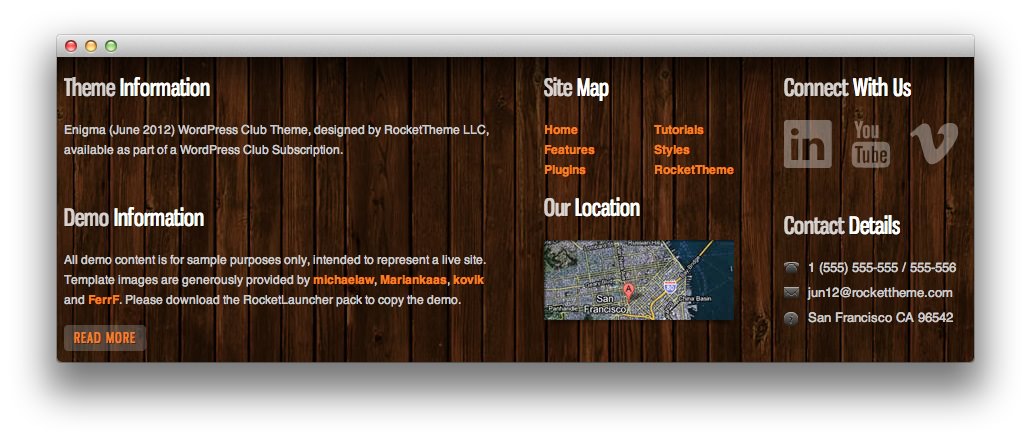 Theme Information
Enigma (June 2012) WordPress Club Theme, designed by RocketTheme LLC,
available as part of a WordPress Club Subscription.
Demo Information
All demo content is for sample purposes only, intended to represent a live site.
Template images are generously provided by michaelaw, Mariankaas, kovik
and FerrF. Please download the RocketLauncher pack to copy the demo.
READ MORE
Site Map
Home
Features
Plugins
Tutorials
Styles
RocketTheme
Our Location
Russian Hill
San
Francisco
A
80
China Basin
Panhandle
Connect With Us
in
You
Tube
Contact Details
1 (555) 555-555 / 555-556
jun12@rockettheme.com
San Francisco CA 96542